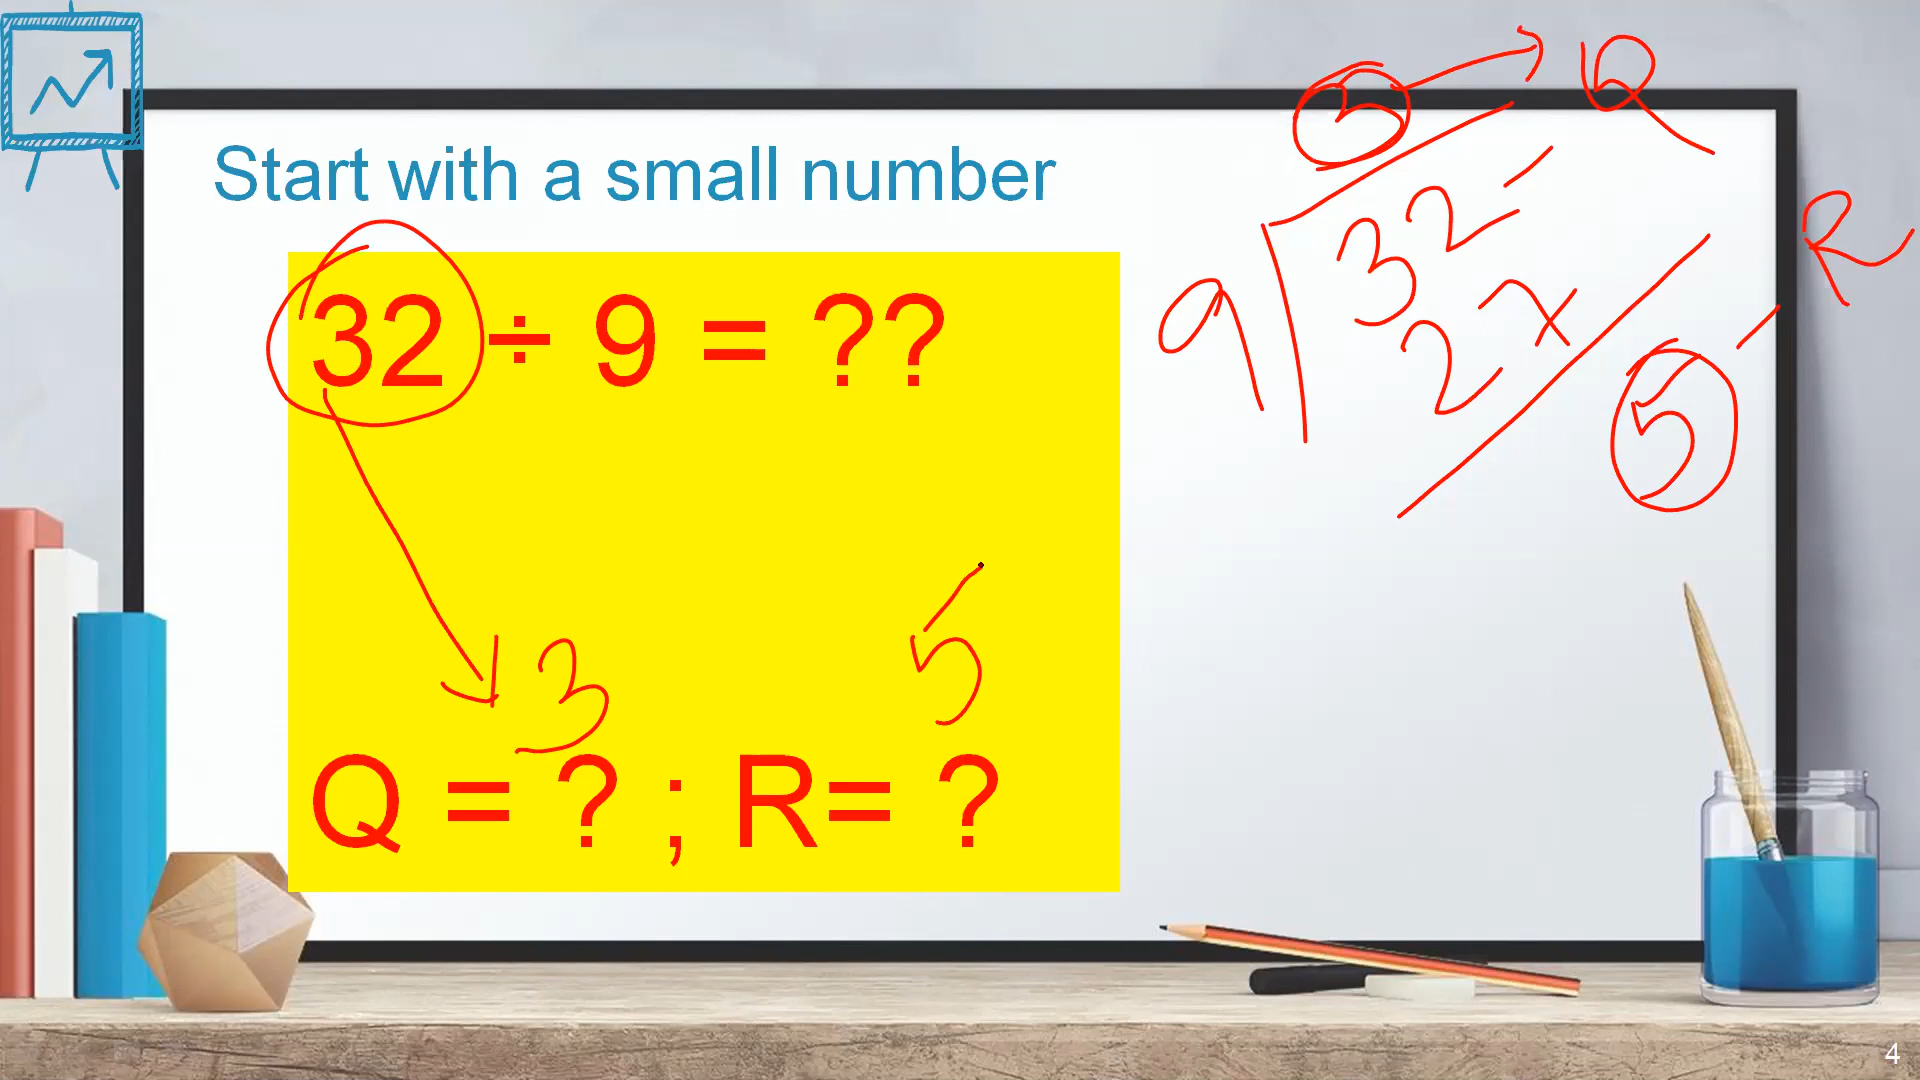 Start with a small number
32 ÷ 9 = ??
3 5
Q = ? ; R= ?
3 Q
9 32
27
5 R
4